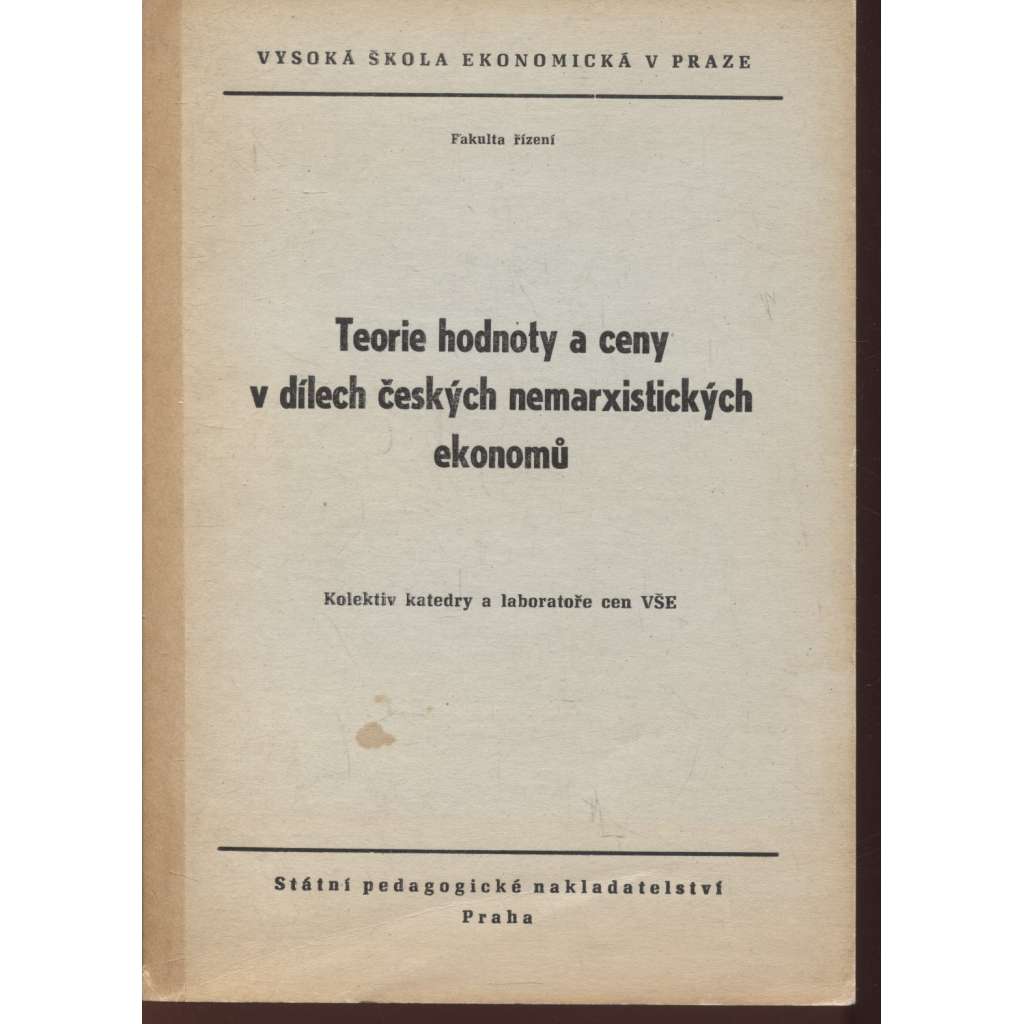 VYSOKÁ ŠKOLA EKONOMICKÁ V PRAZE
Fakulta řízení
Teorie hodnoty a ceny
v dílech českých nemarxistických
ekonomů
Kolektiv katedry a laboratoře cen VŠE
Státní pedagogické nakladatelství
Praha